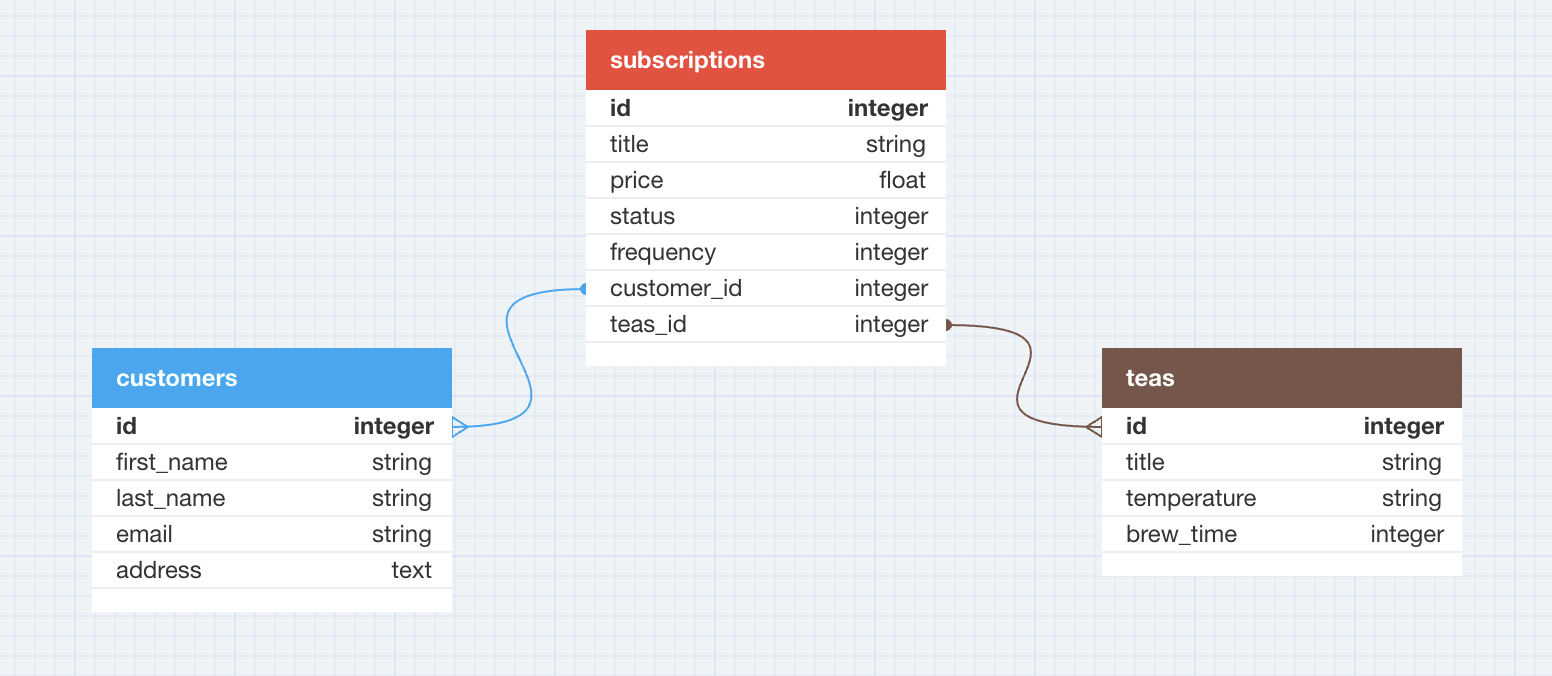 subscriptions
id integer
title string
price float
status integer
frequency integer
customer_id integer
teas_id integer
customers
id integer
first_name string
last_name string
email string
address text
teas
id integer
title string
temperature string
brew_time integer